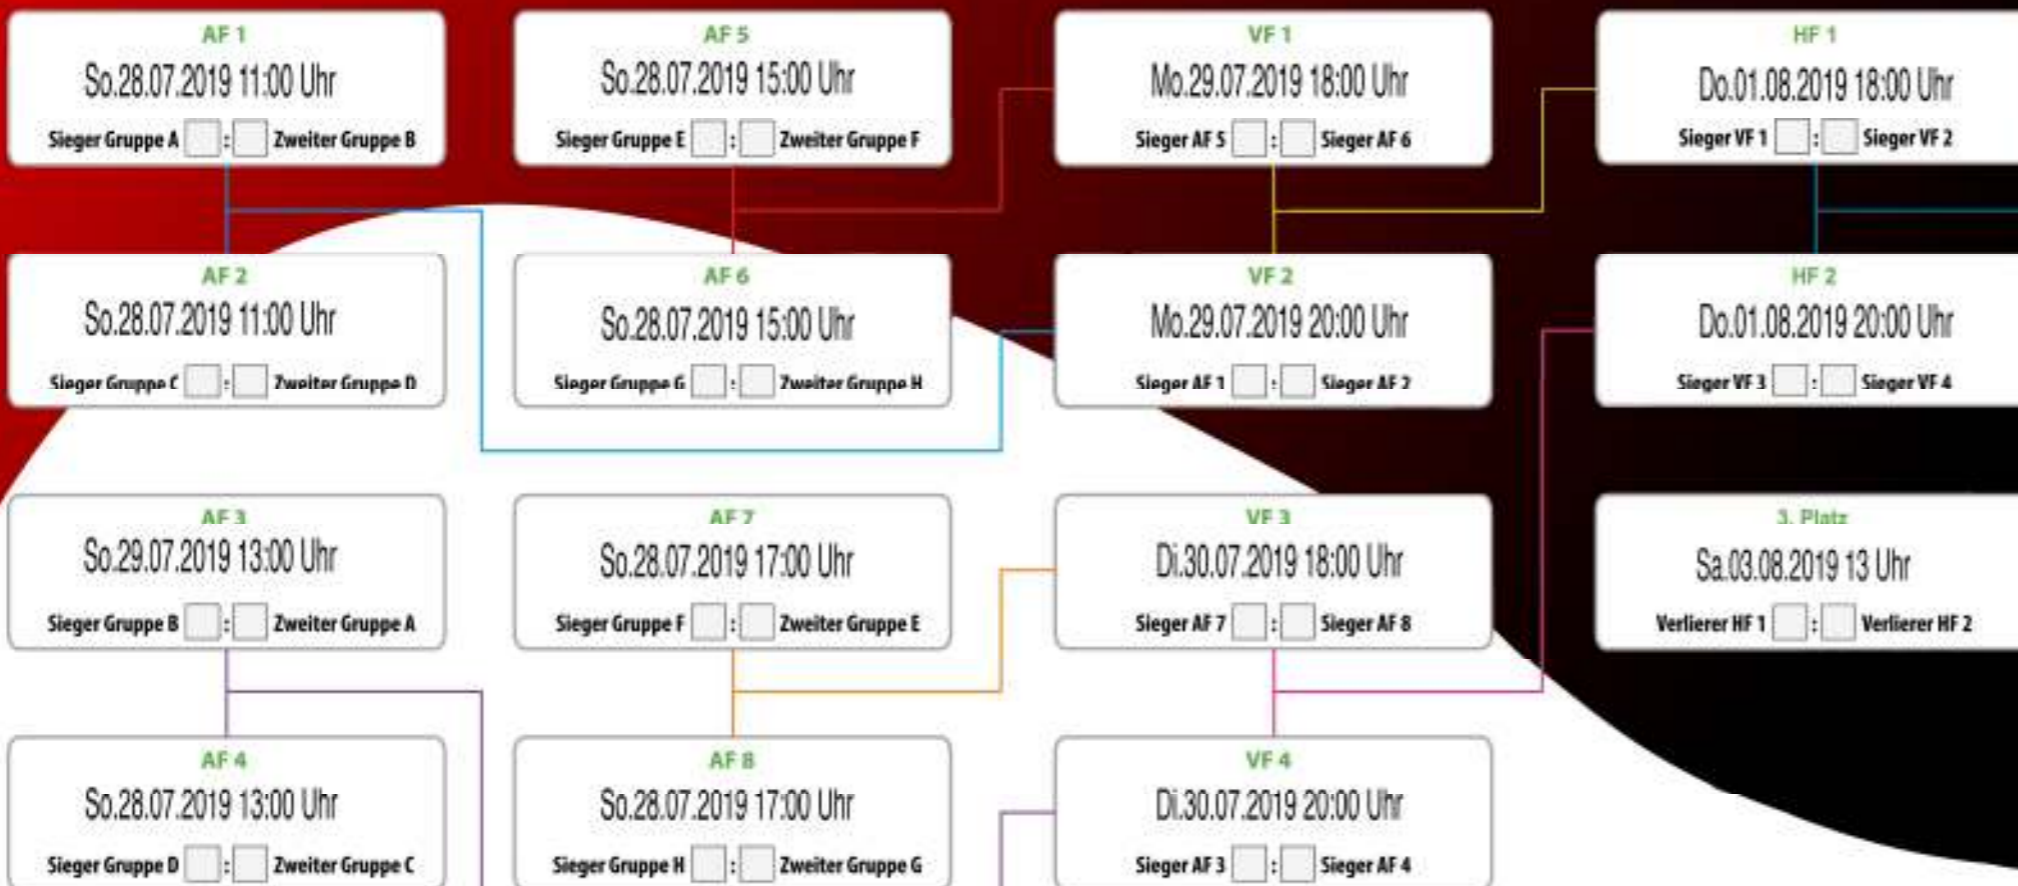 AF 1
So.28.07.2019 11:00 Uhr
Sieger Gruppe A : Zweiter Gruppe B
AF 5
So.28.07.2019 15:00 Uhr
Sieger Gruppe E : Zweiter Gruppe F
VF 1
Mo.29.07.2019 18:00 Uhr
Sieger AF 5 : Sieger AF 6
HF 1
Do.01.08.2019 18:00 Uhr
Sieger VF 1 : Sieger VF 2
AF 2
So.28.07.2019 11:00 Uhr
Sieger Gruppe C : Zweiter Gruppe D
AF 6
So.28.07.2019 15:00 Uhr
Sieger Gruppe G : Zweiter Gruppe H
VF 2
Mo.29.07.2019 20:00 Uhr
Sieger AF 1 : Sieger AF 2
HF 2
Do.01.08.2019 20:00 Uhr
Sieger VF 3 : Sieger VF 4
AF 3
So.29.07.2019 13:00 Uhr
Sieger Gruppe B : Zweiter Gruppe A
AF 7
So.28.07.2019 17:00 Uhr
Sieger Gruppe F : Zweiter Gruppe E
VF 3
Di.30.07.2019 18:00 Uhr
Sieger AF 7 : Sieger AF 8
3. Platz
Sa.03.08.2019 13 Uhr
Verlierer HF 1 : Verlierer HF 2
AF 4
So.28.07.2019 13:00 Uhr
Sieger Gruppe D : Zweiter Gruppe C
AF 8
So.28.07.2019 17:00 Uhr
Sieger Gruppe H : Zweiter Gruppe G
VF 4
Di.30.07.2019 20:00 Uhr
Sieger AF 3 : Sieger AF 4